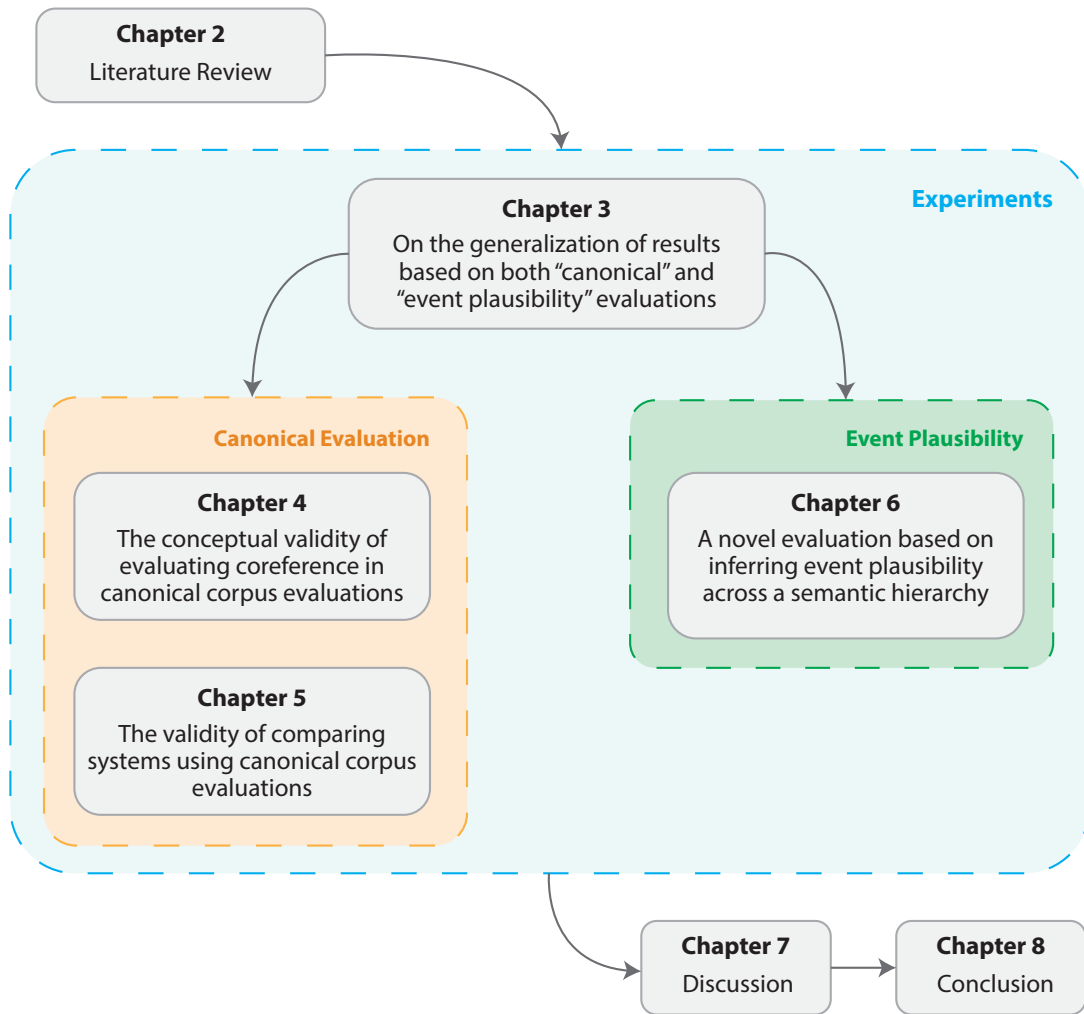 Chapter 2
Literature Review
Experiments
Chapter 3
On the generalization of results
based on both “canonical” and
“event plausibility” evaluations
Canonical Evaluation
Chapter 4
The conceptual validity of
evaluating coreference in
canonical corpus evaluations
Chapter 5
The validity of comparing
systems using canonical corpus
evaluations
Event Plausibility
Chapter 6
A novel evaluation based on
inferring event plausibility
across a semantic hierarchy
Chapter 7
Discussion
Chapter 8
Conclusion